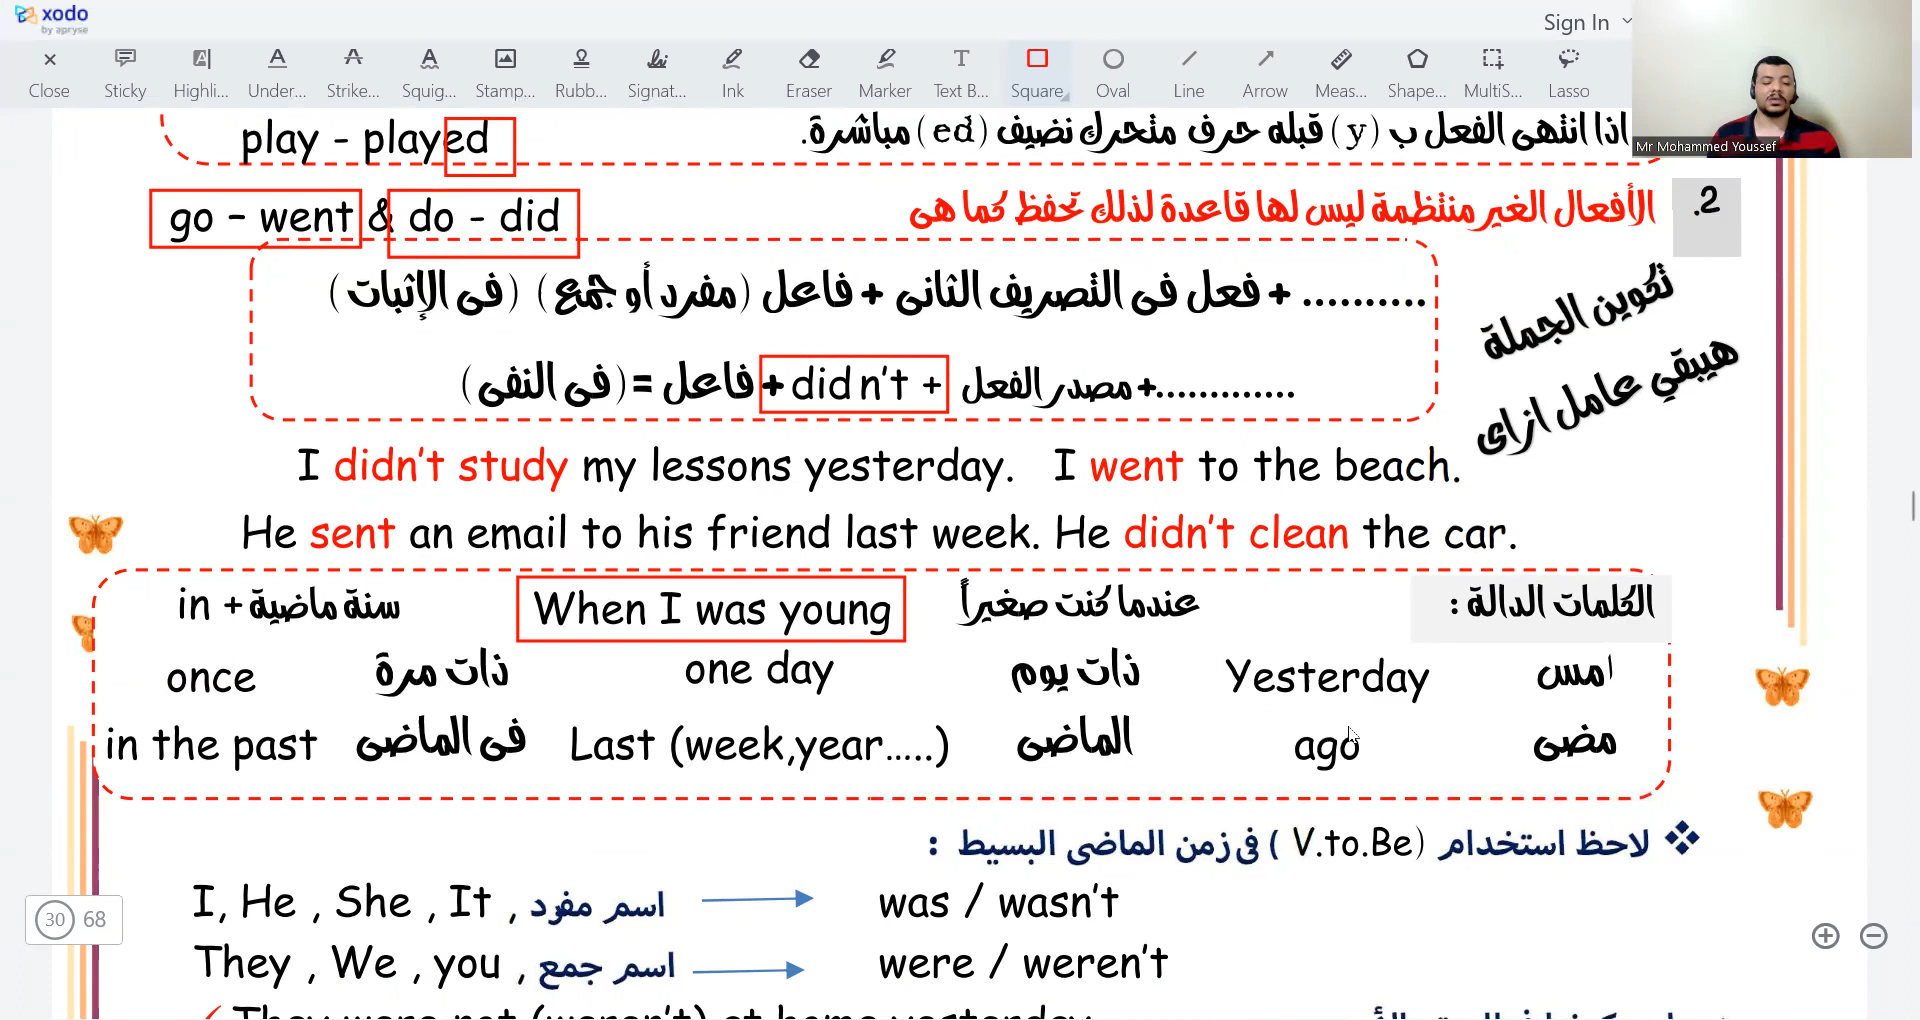 xodo
by apryse
Sign In
Close Sticky Highli... Under... Strike... Squig... Stamp... Rubb... Signat... Ink Eraser Marker Text B... Square Oval Line Arrow Meas... Shape... MultiS... Lasso
Mr Mohammed Youssef
اذا انتهى الفعل ب (y) قبله حرف متحرك نضيف (ed) مباشرة.
play - played
2. الأفعال الغير منتظمة ليس لها قاعدة لذلك تحفظ كما هى
go – went & do - did
تكوين الجملة
هيبقي عامل ازاى
(فى الإثبات) (مفرد أو جمع) فاعل + فعل فى التصريف الثانى + ..........
(فى النفى) = فاعل + didn't + مصدر الفعل +.............
I didn't study my lessons yesterday. I went to the beach.
He sent an email to his friend last week. He didn't clean the car.
الكلمات الدالة :
عندما كنت صغيراً When I was young
in + سنة ماضية
امس Yesterday ذات يوم one day ذات مرة once
مضى ago الماضى Last (week,year.....) فى الماضى in the past
❖ لاحظ استخدام (V.to.Be) فى زمن الماضى البسيط :
I, He , She , It , اسم مفرد → was / wasn't
They , We , you , اسم جمع → were / weren't
They were not (weren't) at home yesterday
30 68